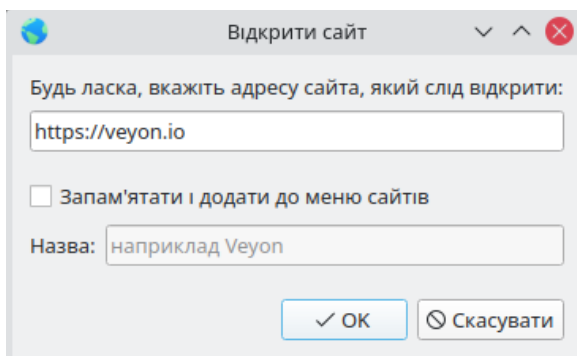 Відкрити сайт
Будь ласка, вкажіть адресу сайта, який слід відкрити:
https://veyon.io
Запам'ятати і додати до меню сайтів
Назва: наприклад Veyon
OK Скасувати